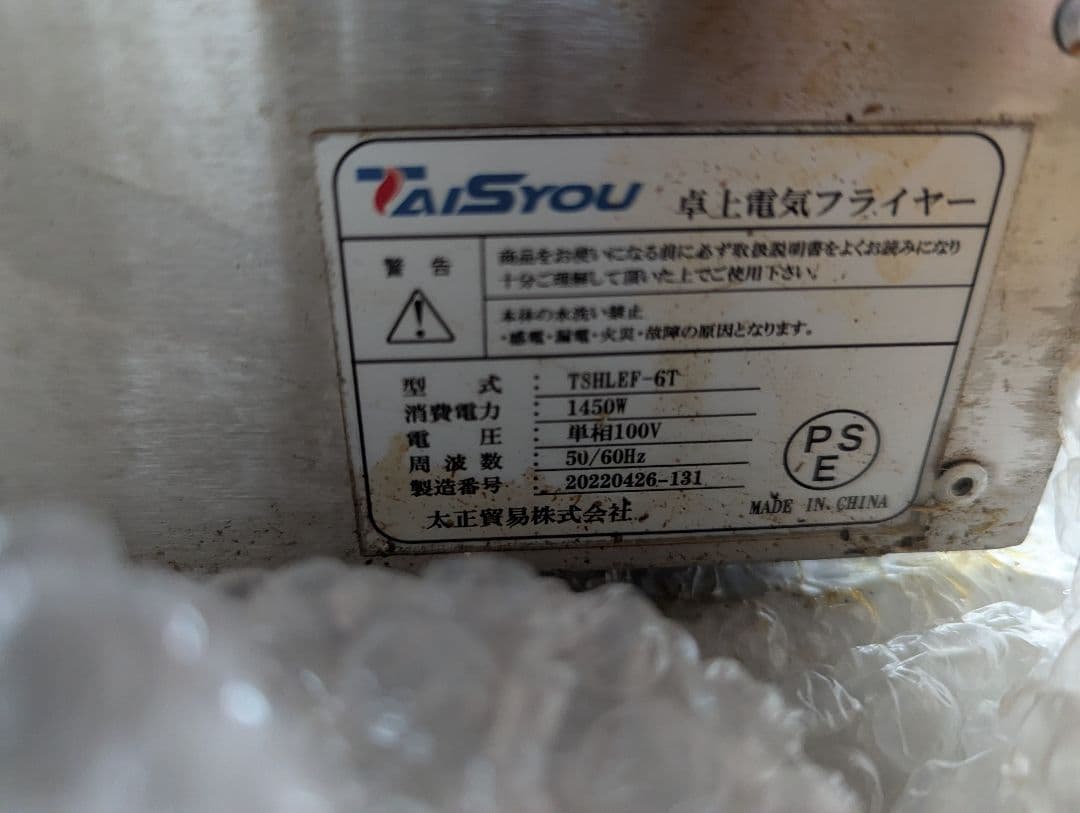 TAISYOU 卓上電気フライヤー
警告
商品をお使いになる前に必ず取扱説明書をよくお読みになり
十分ご理解して頂いた上でご使用下さい。
本体の水洗い禁止
・感電・漏電・火災・故障の原因となります。
型式 : TSHLEF-6T
消費電力 : 1450W
電圧 : 単相100V
周波数 : 50/60Hz
製造番号 : 20220426-131
PSE
太正貿易株式会社 MADE IN CHINA